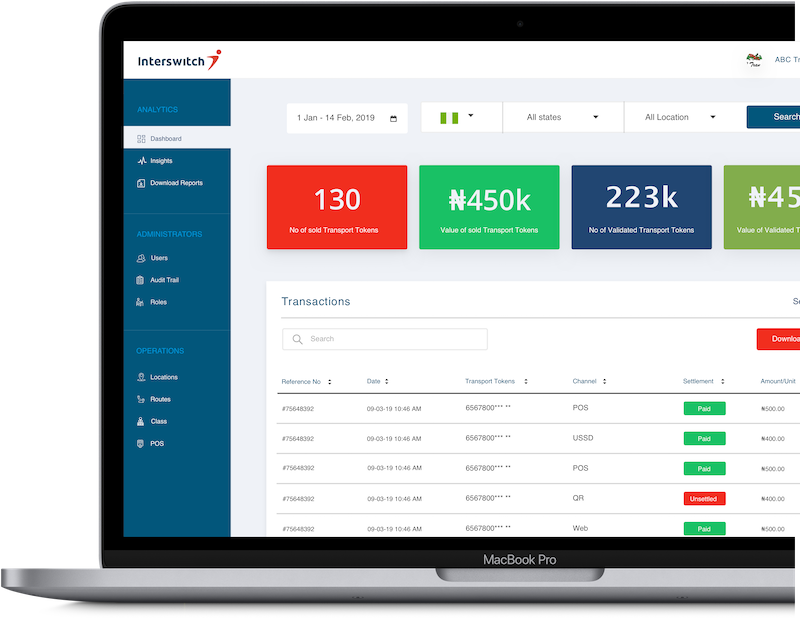 Interswitch
ABC Tr
ANALYTICS
Dashboard
Insights
Download Reports
ADMINISTRATORS
Users
Audit Trail
Roles
OPERATIONS
Locations
Routes
Class
POS
1 Jan - 14 Feb, 2019
All states
All Location
Search
130
No of sold Transport Tokens
₦450k
Value of sold Transport Tokens
223k
No of Validated Transport Tokens
₦45
Value of Validated T
Transactions
Se
Search
Downloa
Reference No Date Transport Tokens Channel Settlement Amount/Unit
#75648392 09-03-19 10:46 AM 6567800*** ** POS Paid ₦500.00
#75648392 09-03-19 10:46 AM 6567800*** ** USSD Paid ₦400.00
#75648392 09-03-19 10:46 AM 6567800*** ** POS Paid ₦500.00
#75648392 09-03-19 10:46 AM 6567800*** ** QR Unsettled ₦400.00
#75648392 09-03-19 10:46 AM 6567800*** ** Web Paid ₦500.00
MacBook Pro